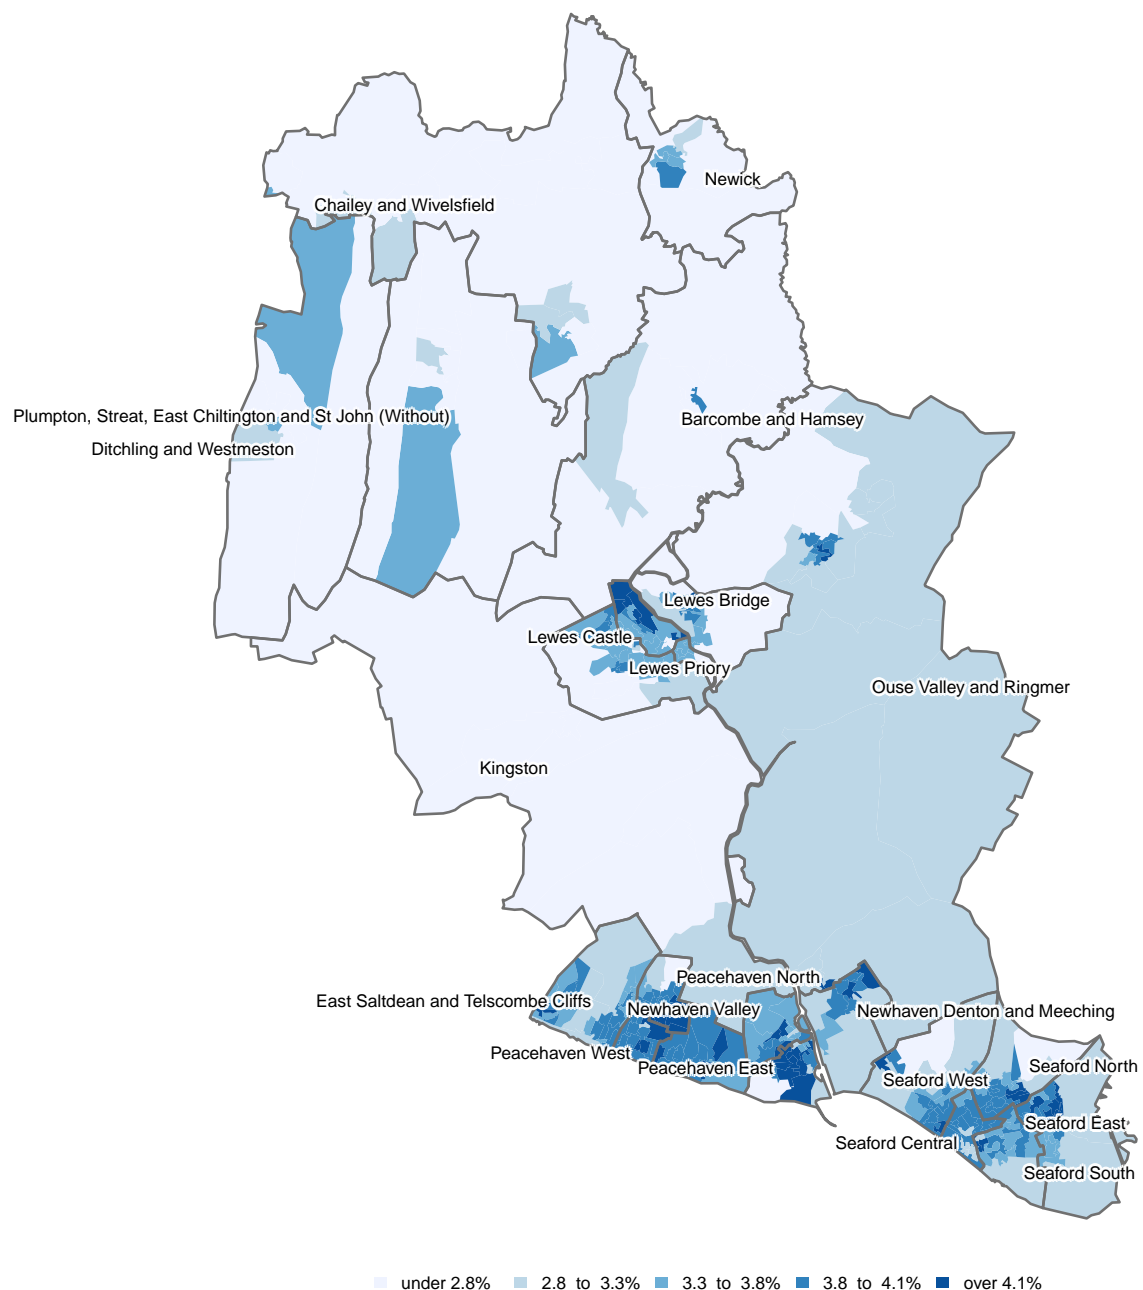 Newick
Chailey and Wivelsfield
Plumpton, Streat, East Chiltington and St John (Without)
Barcombe and Hamsey
Ditchling and Westmeston
Lewes Bridge
Lewes Castle
Lewes Priory
Ouse Valley and Ringmer
Kingston
Peacehaven North
East Saltdean and Telscombe Cliffs
Newhaven Valley
Newhaven Denton and Meeching
Peacehaven West
Peacehaven East
Seaford North
Seaford West
Seaford East
Seaford Central
Seaford South
under 2.8% 2.8 to 3.3% 3.3 to 3.8% 3.8 to 4.1% over 4.1%